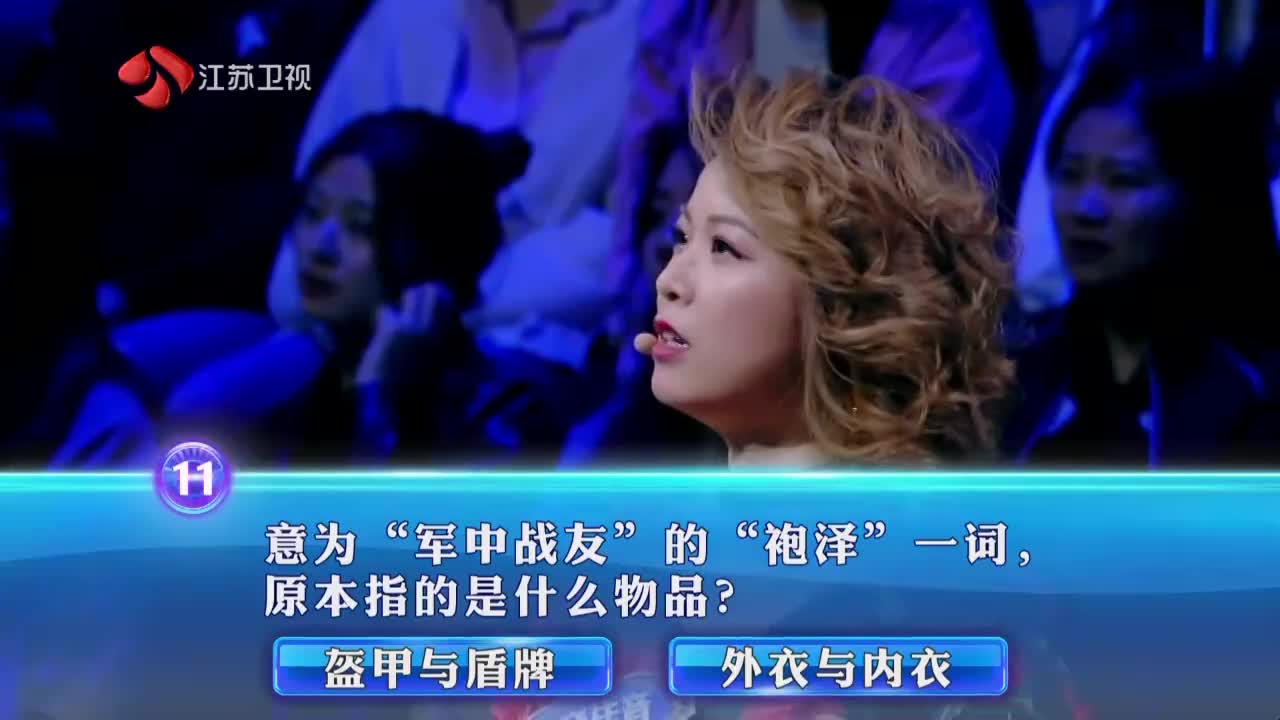 江苏卫视
11
意为“军中战友”的“袍泽”一词，
原本指的是什么物品？
盔甲与盾牌
外衣与内衣